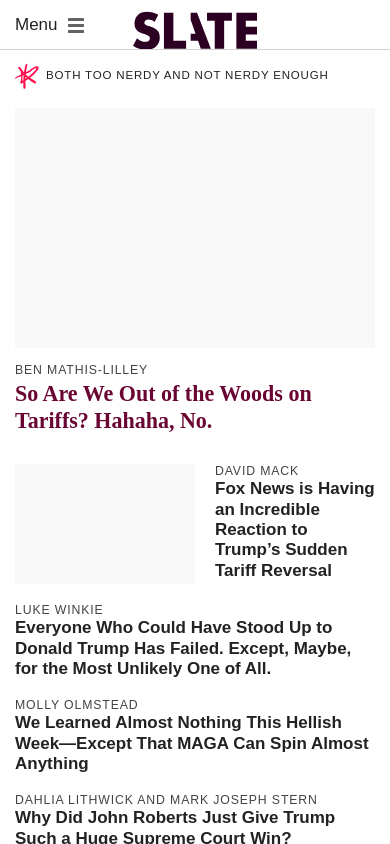 Menu
SLATE
BOTH TOO NERDY AND NOT NERDY ENOUGH
BEN MATHIS-LILLEY
So Are We Out of the Woods on
Tariffs? Hahaha, No.
DAVID MACK
Fox News is Having
an Incredible
Reaction to
Trump’s Sudden
Tariff Reversal
LUKE WINKIE
Everyone Who Could Have Stood Up to
Donald Trump Has Failed. Except, Maybe,
for the Most Unlikely One of All.
MOLLY OLMSTEAD
We Learned Almost Nothing This Hellish
Week—Except That MAGA Can Spin Almost
Anything
DAHLIA LITHWICK AND MARK JOSEPH STERN
Why Did John Roberts Just Give Trump
Such a Huge Supreme Court Win?